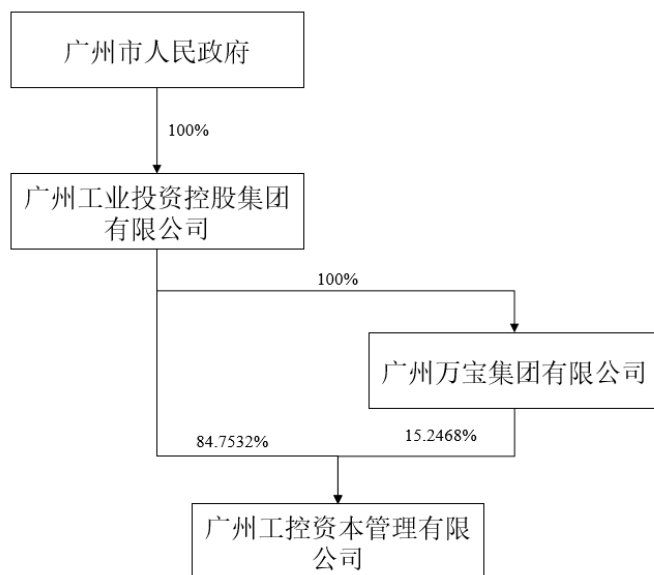 广州市人民政府
100%
广州工业投资控股集团
有限公司
100%
广州万宝集团有限公司
84.7532%
15.2468%
广州工控资本管理有限
公司